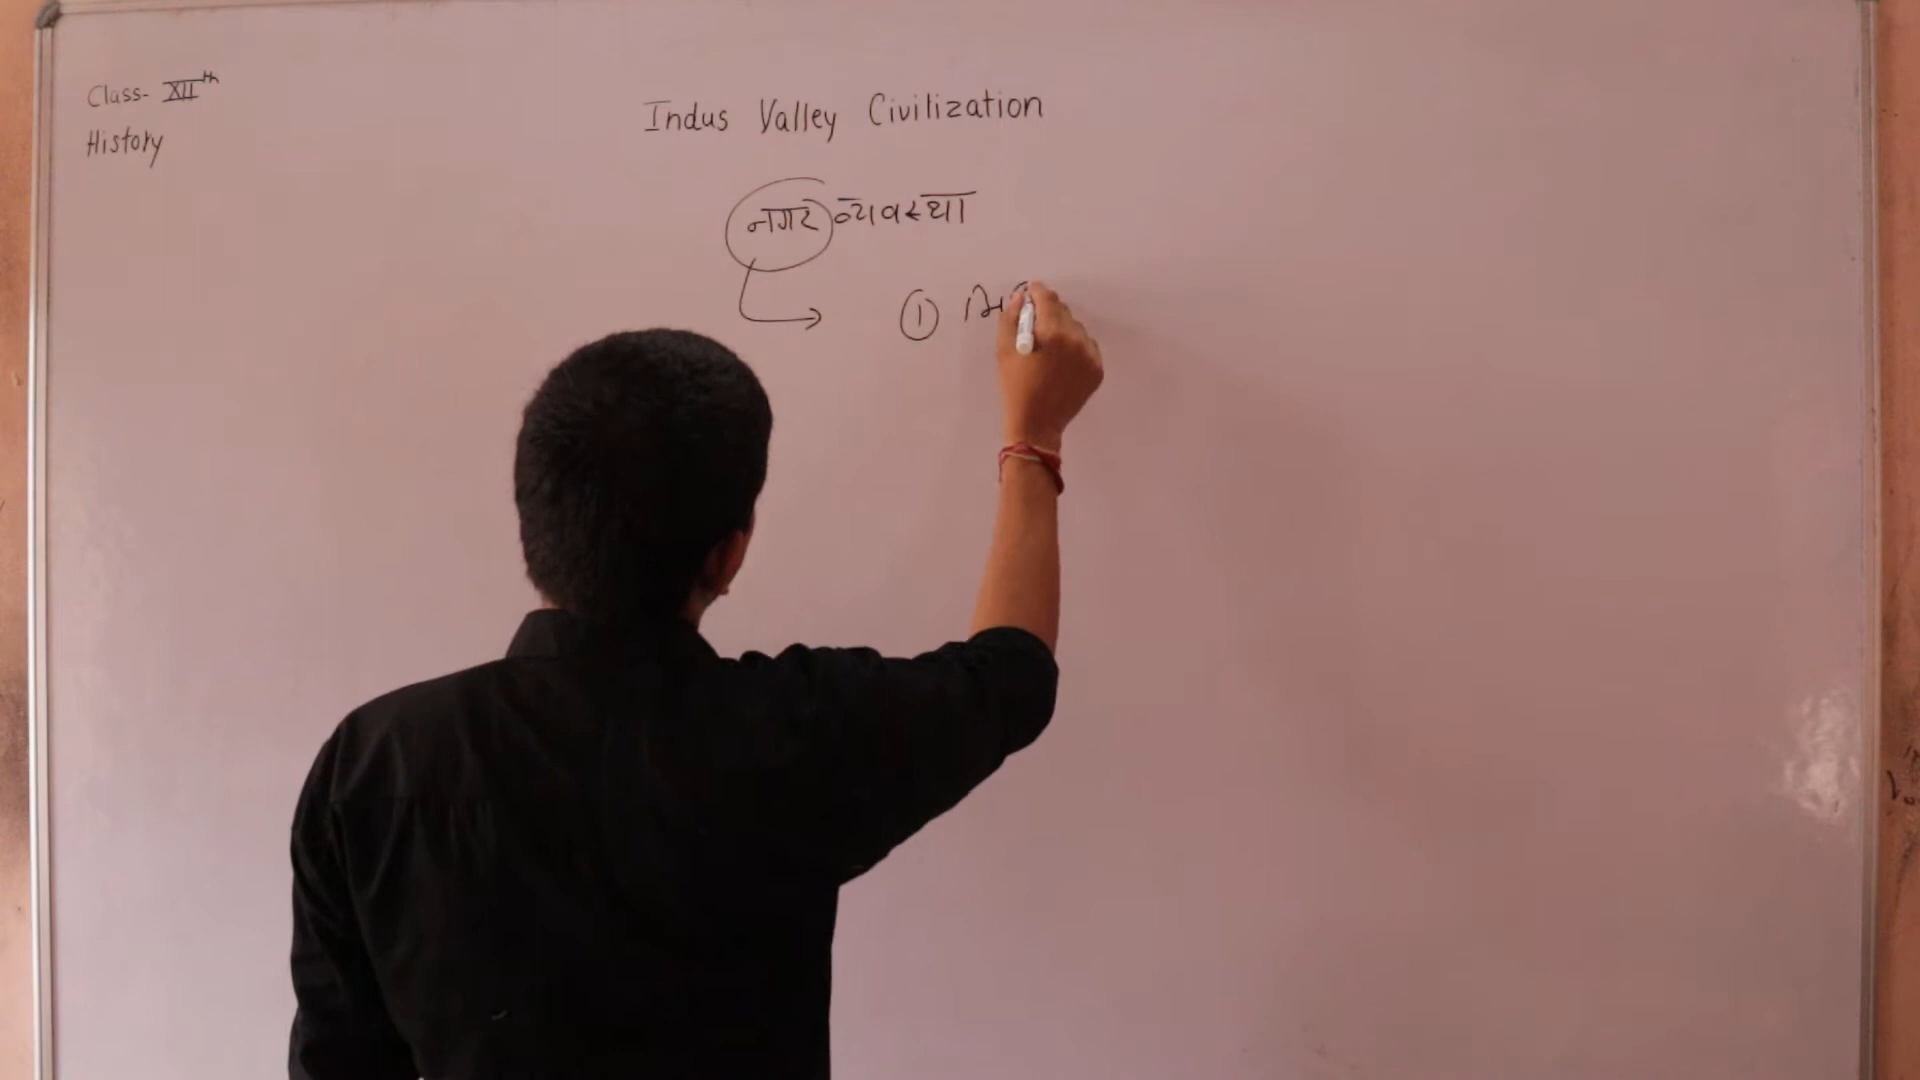 Class- XIIth
History
Indus Valley Civilization
नगर व्यवस्था
①